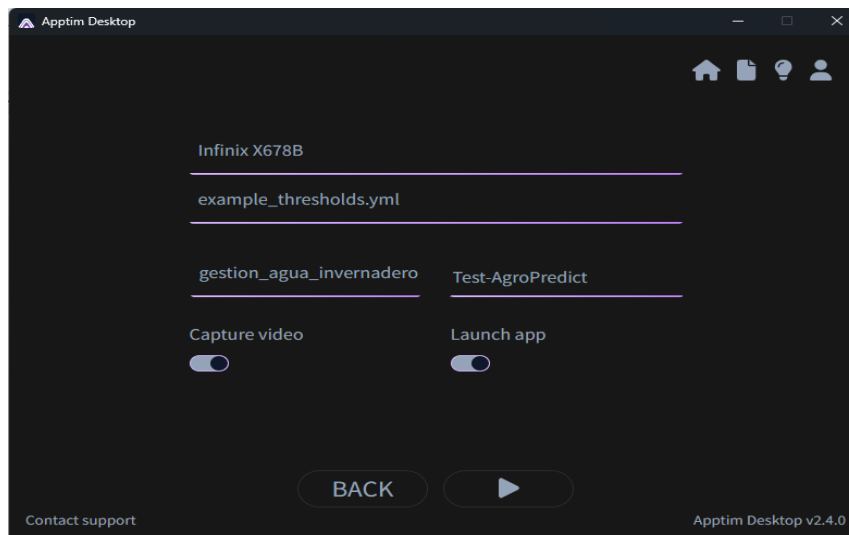 Apptim Desktop
Infinix X678B
example_thresholds.yml
gestion_agua_invernadero
Test-AgroPredict
Capture video
Launch app
BACK
Contact support
Apptim Desktop v2.4.0